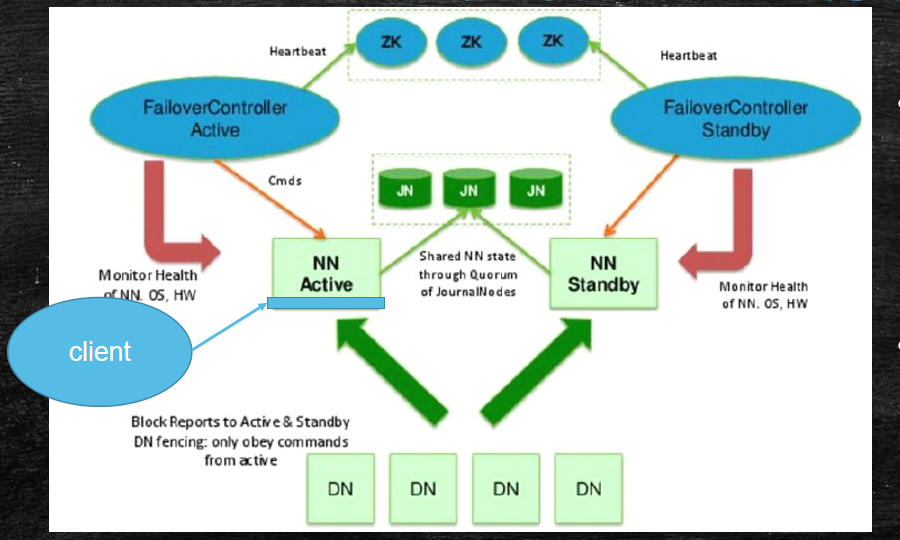 ZK
ZK
ZK
Heartbeat
Heartbeat
FailoverController
Active
FailoverController
Standby
Cmds
JN
JN
JN
NN
Active
Shared NN state
through Quorum
of JournalNodes
NN
Standby
Monitor Health
of NN. OS, HW
Monitor Health
of NN. OS, HW
client
Block Reports to Active & Standby
DN fencing: only obey commands
from active
DN
DN
DN
DN